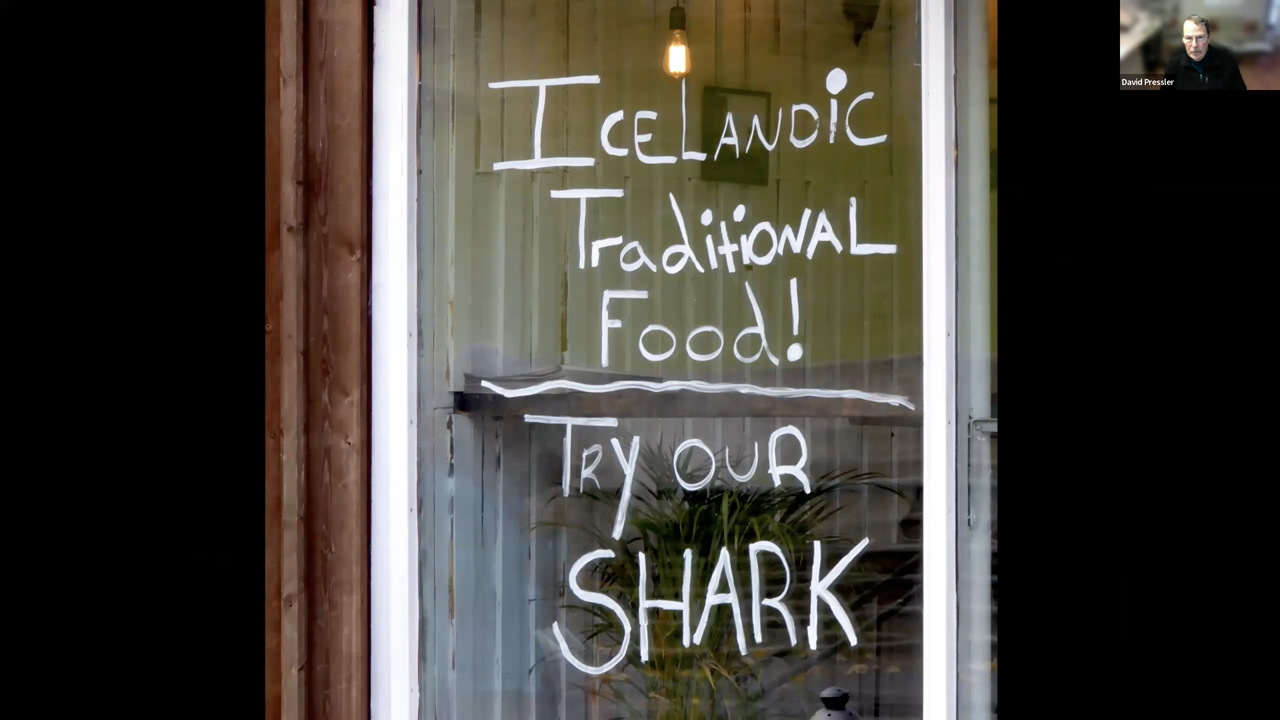 David Pressler
IceLANDiC
TradiTiONAL
Food!
TRY OUR
SHARK